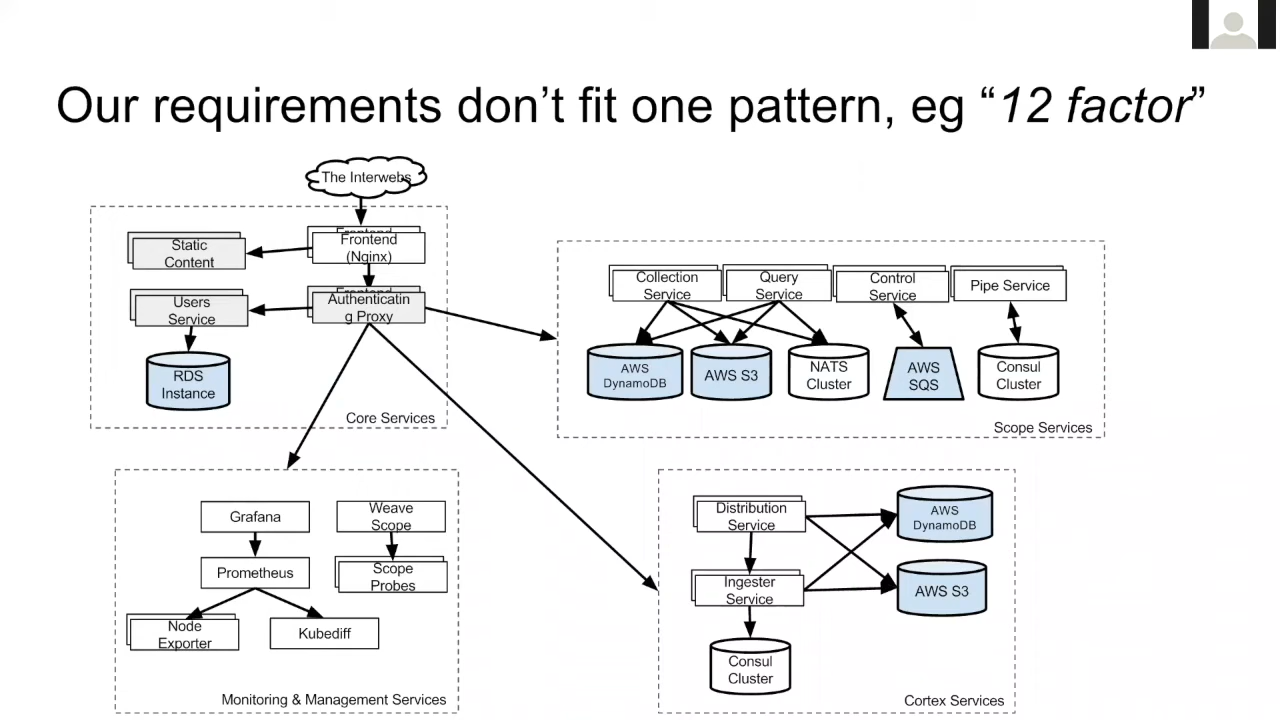 Our requirements don't fit one pattern, eg “12 factor”
The Interwebs
Frontend
Frontend
(Nginx)
Static
Content
Frontend
Authenticatin
g Proxy
Users
Service
RDS
Instance
Core Services
Collection
Service
Query
Service
Control
Service
Pipe Service
AWS
DynamoDB
AWS S3
NATS
Cluster
AWS
SQS
Consul
Cluster
Scope Services
Grafana
Weave
Scope
Prometheus
Scope
Probes
Node
Exporter
Kubediff
Monitoring & Management Services
Distribution
Service
AWS
DynamoDB
Ingester
Service
AWS S3
Consul
Cluster
Cortex Services